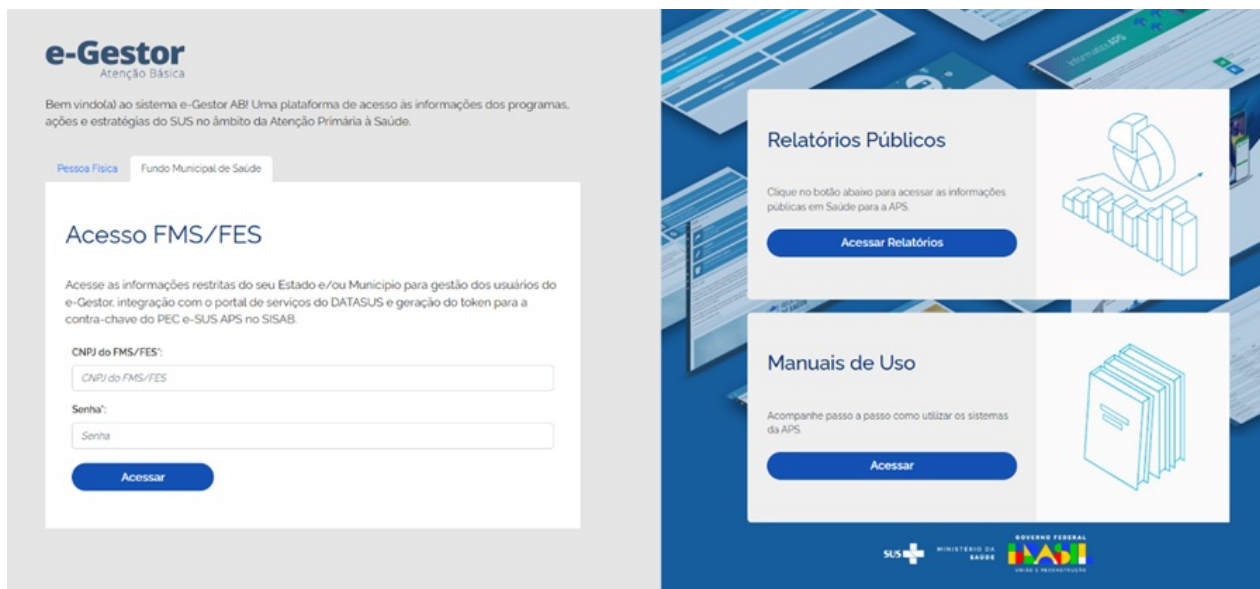 e-Gestor
Atenção Básica
Bem vindo(a) ao sistema e-Gestor AB! Uma plataforma de acesso às informações dos programas,
ações e estratégias do SUS no âmbito da Atenção Primária à Saúde.
Pessoa Física
Fundo Municipal de Saúde
Acesso FMS/FES
Acesse as informações restritas do seu Estado e/ou Município para gestão dos usuários do
e-Gestor, integração com o portal de serviços do DATASUS e geração do token para a
contra-chave do PEC e-SUS APS no SISAB.
CNPJ do FMS/FES*:
CNPJ do FMS/FES
Senha*:
Senha
Acessar
Informatiza APS
Relatórios Públicos
Clique no botão abaixo para acessar as informações
públicas em Saúde para a APS.
Acessar Relatórios
Manuais de Uso
Acompanhe passo a passo como utilizar os sistemas
da APS.
Acessar
SUS
MINISTÉRIO DA
SAÚDE
GOVERNO FEDERAL
BRASIL
UNIÃO E RECONSTRUÇÃO